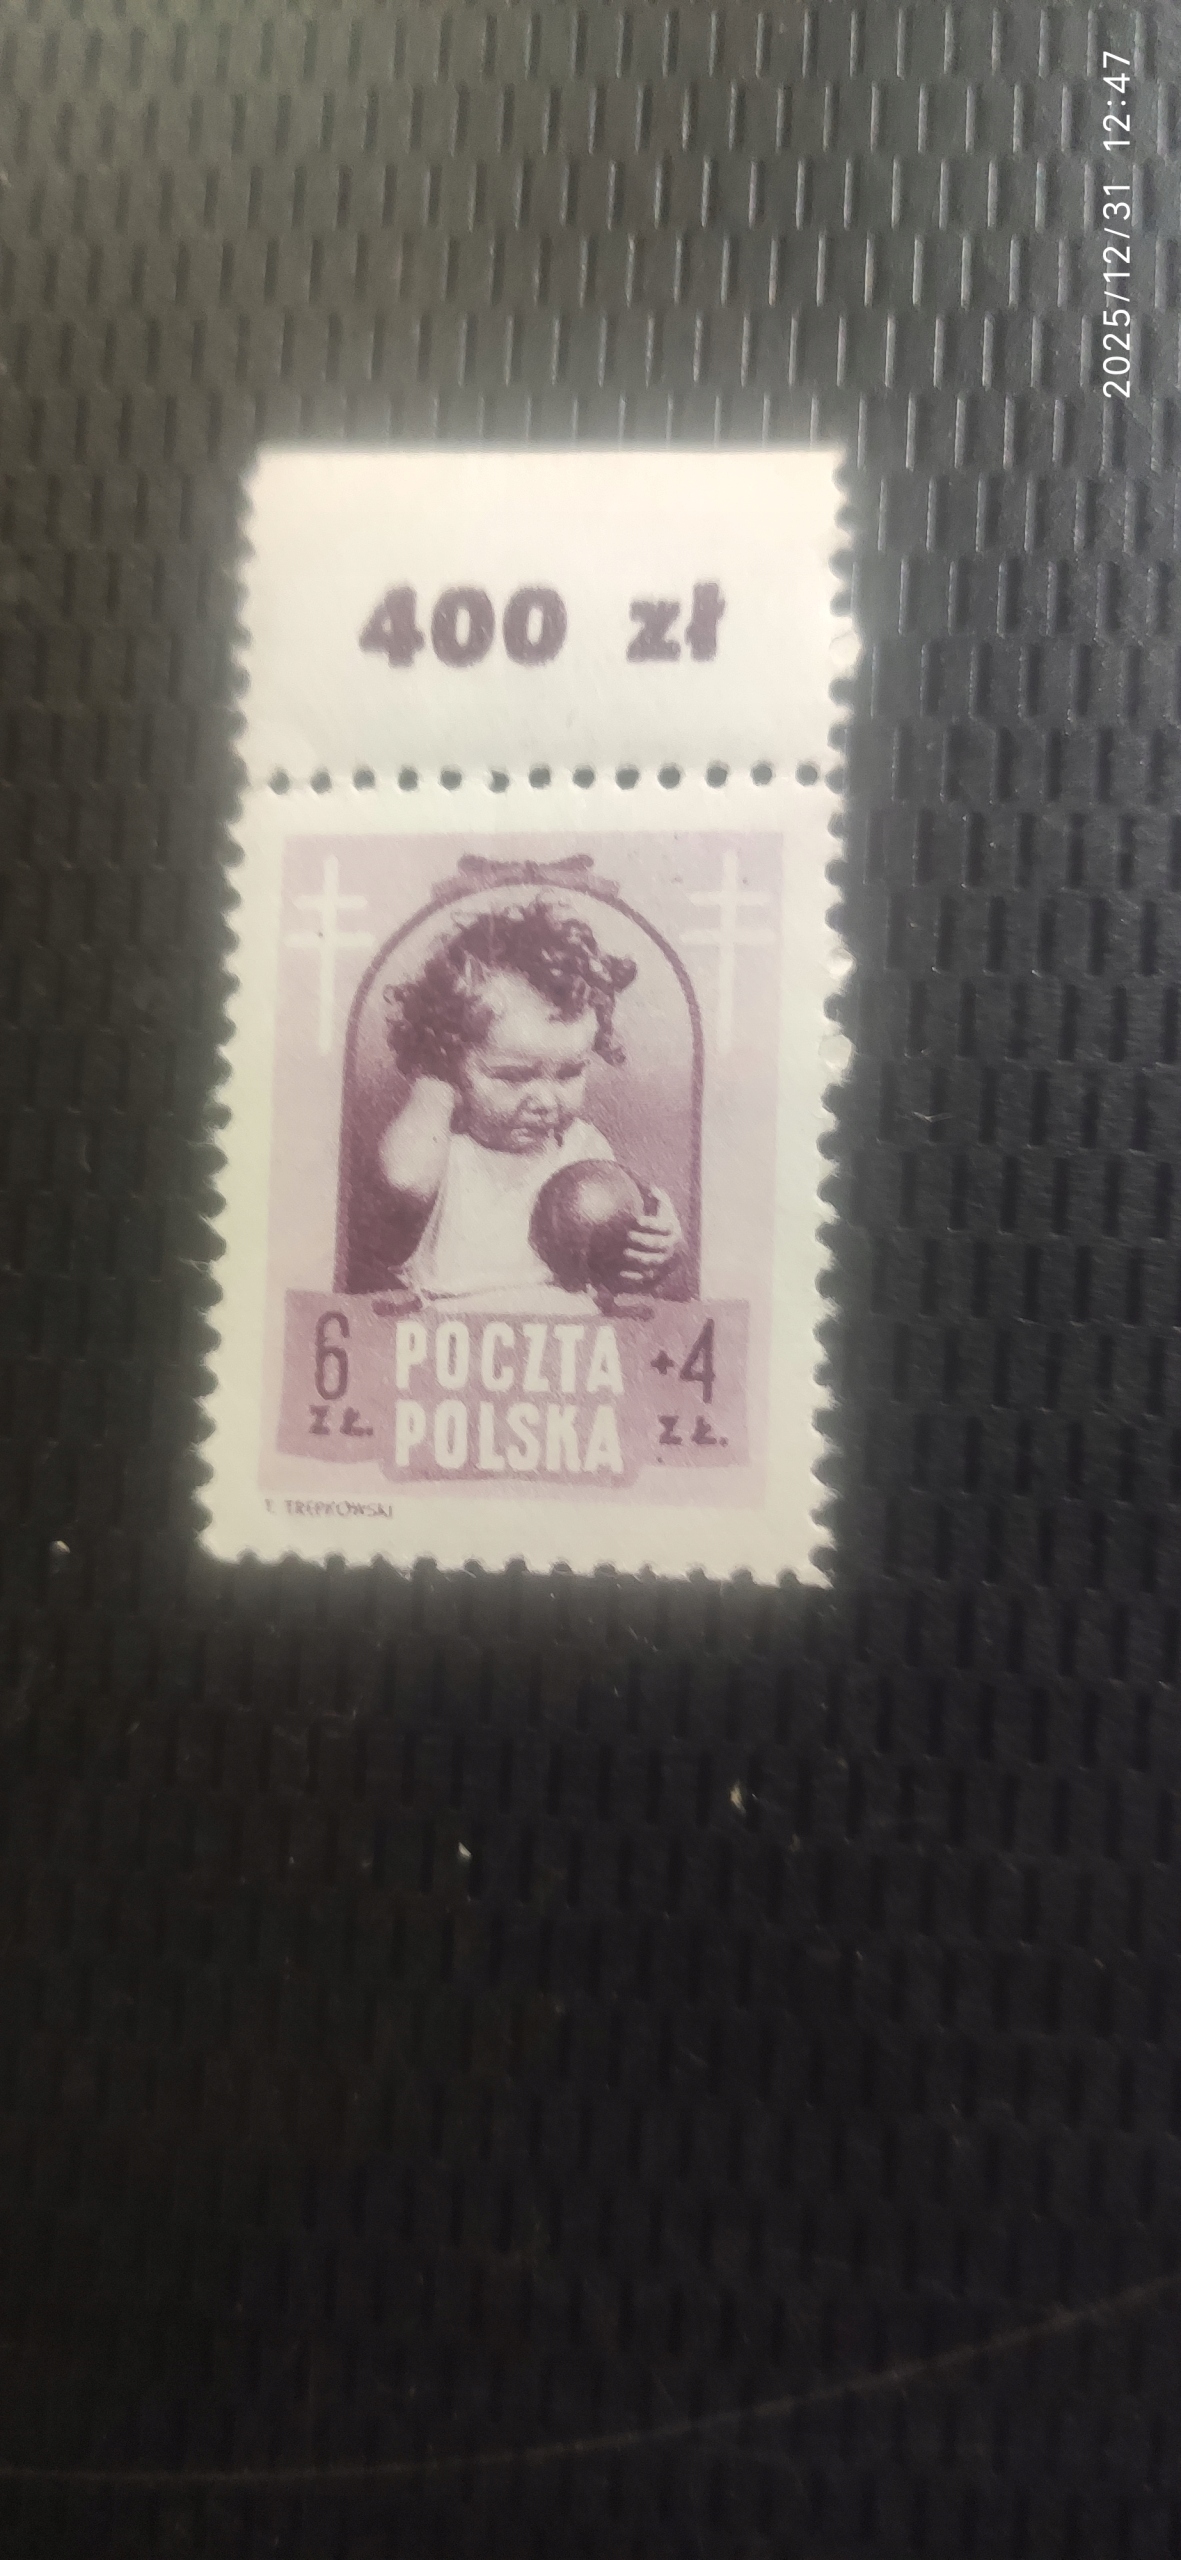 2025/12/31 12:47
400 zł
6 POCZTA +4
ZŁ. POLSKA ZŁ.
T. TREPKOWSKI